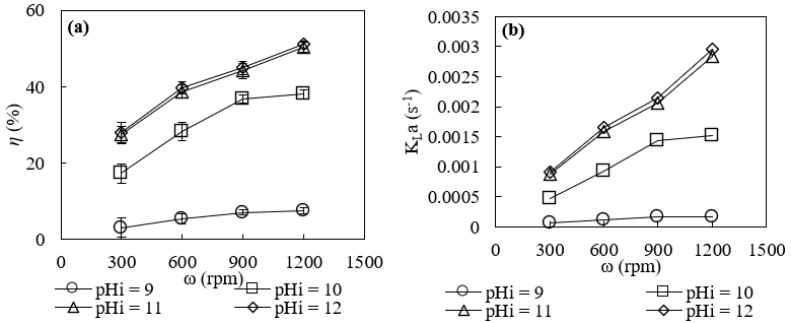 (a)
η (%)
60
40
20
0
0 300 600 900 1200 1500
ω (rpm)
pHi = 9
pHi = 10
pHi = 11
pHi = 12
(b)
K_La (s⁻¹)
0.0035
0.003
0.0025
0.002
0.0015
0.001
0.0005
0
0 300 600 900 1200 1500
ω (rpm)
pHi = 9
pHi = 10
pHi = 11
pHi = 12